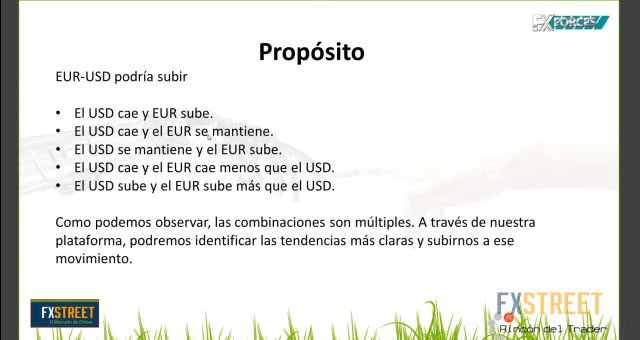 FXFORCES
Propósito
EUR-USD podría subir
• El USD cae y EUR sube.
• El USD cae y el EUR se mantiene.
• El USD se mantiene y el EUR sube.
• El USD cae y el EUR cae menos que el USD.
• El USD sube y el EUR sube más que el USD.
Como podemos observar, las combinaciones son múltiples. A través de nuestra
plataforma, podremos identificar las tendencias más claras y subirnos a ese
movimiento.
FXSTREET
El Mercado de Divisas
FXSTREET
Rincón del Trader